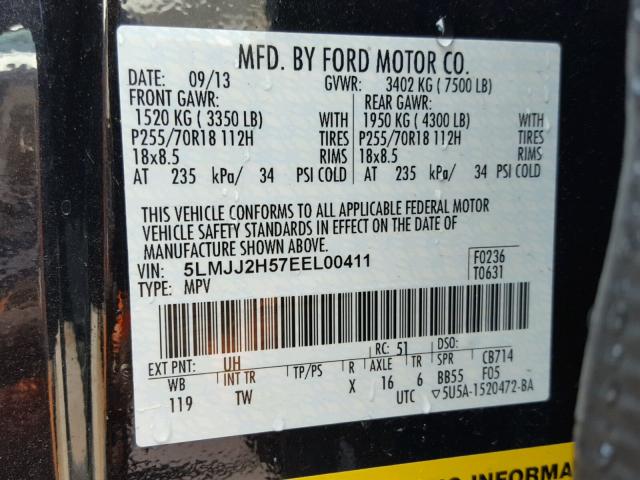 MFD. BY FORD MOTOR CO.
DATE: 09/13 GVWR: 3402 KG ( 7500 LB)
FRONT GAWR: REAR GAWR:
1520 KG ( 3350 LB) WITH 1950 KG ( 4300 LB) WITH
P255/70R18 112H TIRES P255/70R18 112H TIRES
18x8.5 RIMS 18x8.5 RIMS
AT 235 kPa/ 34 PSI COLD AT 235 kPa/ 34 PSI COLD
THIS VEHICLE CONFORMS TO ALL APPLICABLE FEDERAL MOTOR
VEHICLE SAFETY STANDARDS IN EFFECT ON THE DATE OF
MANUFACTURE SHOWN ABOVE.
VIN: 5LMJJ2H57EEL00411 F0236
TYPE: MPV T0631
RC: 51 DSO:
EXT PNT: UH TP/PS R AXLE TR SPR CB714
WB INT TR X 16 6 BB55 F05
119 TW UTC ▽5U5A-1520472-BA
INFORMA